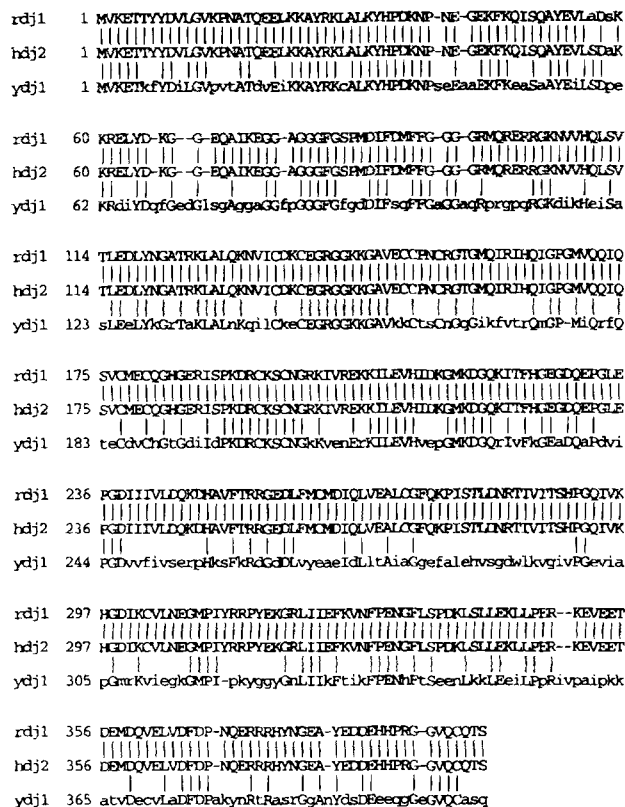 rdj1 1 MVKETTYYDVLGVKPNATQEELKKAYRKLALKYHPDKNP-NE-GEKFKQISQAYEVLaDsK
hdj2 1 MVKETTYYDVLGVKPNATQEELKKAYRKLALKYHPDKNP-NE-GEKFKQISQAYEVLSDaK
ydj1 1 MVKETkfYDiLGVpvtATdvEiKKAYRKcALKYHPDKNPseEaaEKFKeaSaAYEiLSDpe
rdj1 60 KRELYD-KG--G-EQAIKEGG-AGGGFGSPMDIFDMFFG-GG-GRMQRERRGKNVVHQLSV
hdj2 60 KRELYD-KG--G-EQAIKEGG-AGGGFGSPMDIFDMFFG-GG-GRMQRERRGKNVVHQLSV
ydj1 62 KRdiYDqfGedGlsgAggaGGfpGGGFGfgdDIFsqFFGaGGaqRprgpqRGKdikHeiSa
rdj1 114 TLEDLYNGATRKLALQKNVICDKCEGRGGKKGAVECCPNCRGTGMQIRIHQIGPGMVQQIQ
hdj2 114 TLEDLYNGATRKLALQKNVICDKCEGRGGKKGAVECCPNCRGTGMQIRIHQIGPGMVQQIQ
ydj1 123 sLEeLYkGrTaKLALnKqilCkeCEGRGGKKGAVkkCtsCnGqGikfvtrQmGP-MiQrfQ
rdj1 175 SVCMECQGHGERISPKDRCKSCNGRKIVREKKILEVHIDKGMKDGQKITFHGEGDQEPGLE
hdj2 175 SVCMECQGHGERISPKDRCKSCNGRKIVREKKILEVHIDKGMKDGQKITFHGEGDQEPGLE
ydj1 183 teCdvChGtGdiIdPKDRCKSCNGkKvenErKILEVHvepGMKDGQrIvFkGEaDQaPdvi
rdj1 236 PGDIIIVLDQKDHAVFTRRGEDLFMCMDIQLVEALCGFQKPISTLDNRTIVITSHPGQIVK
hdj2 236 PGDIIIVLDQKDHAVFTRRGEDLFMCMDIQLVEALCGFQKPISTLDNRTIVITSHPGQIVK
ydj1 244 PGDvvfivserpHksFkRdGdDLvyeaeIdLltAiaGgefalehvsgdwlkvgivPGevia
rdj1 297 HGDIKCVLNEGMPIYRRPYEKGRLIIEFKVNFPENGFLSPDKLSLLEKLLPER--KEVEET
hdj2 297 HGDIKCVLNEGMPIYRRPYEKGRLIIEFKVNFPENGFLSPDKLSLLEKLLPER--KEVEET
ydj1 305 pGmrKviegkGMPI-pkyggyGnLIIkFtikFPENhFtSeenLkkLEeiLPpRivpaipkk
rdj1 356 DEMDQVELVDFDP-NQERRRHYNGEA-YEDDEHHPRG-GVQCQTS
hdj2 356 DEMDQVELVDFDP-NQERRRHYNGEA-YEDDEHHPRG-GVQCQTS
ydj1 365 atvDecvLaDFDPakynRtRasrGgAnYdsDEeeqgGeGVQCasq